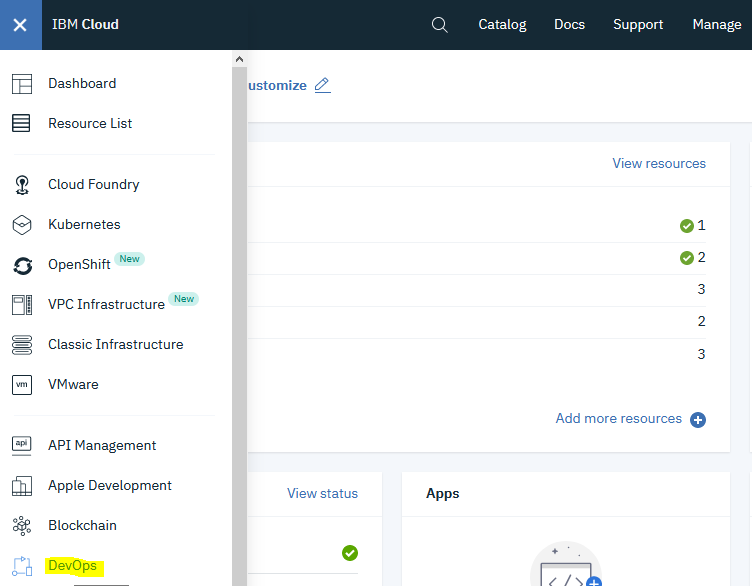 IBM Cloud
Catalog
Docs
Support
Manage
Dashboard
Resource List
Cloud Foundry
Kubernetes
OpenShift New
VPC Infrastructure New
Classic Infrastructure
vm
VMware
api
API Management
Apple Development
Blockchain
DevOps
ustomize
View resources
1
2
3
2
3
Add more resources
View status
Apps